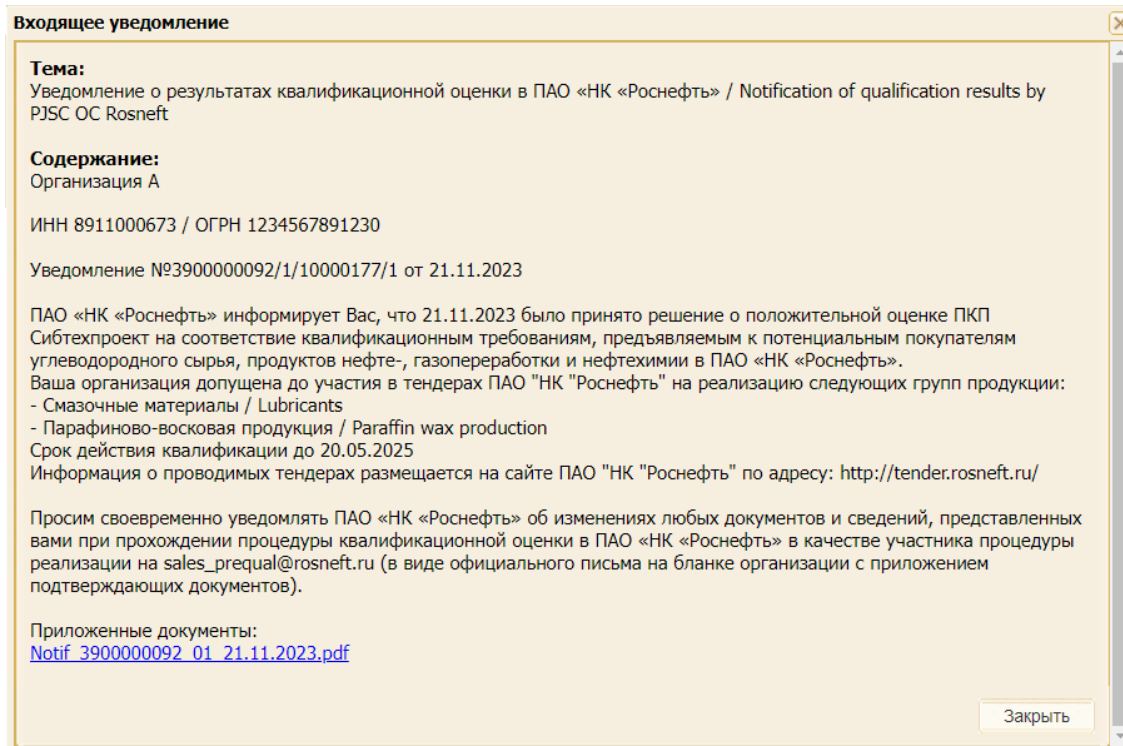 Входящее уведомление
Тема:
Уведомление о результатах квалификационной оценки в ПАО «НК «Роснефть» / Notification of qualification results by
PJSC OC Rosneft
Содержание:
Организация А
ИНН 8911000673 / ОГРН 1234567891230
Уведомление №3900000092/1/10000177/1 от 21.11.2023
ПАО «НК «Роснефть» информирует Вас, что 21.11.2023 было принято решение о положительной оценке ПКП
Сибтехпроект на соответствие квалификационным требованиям, предъявляемым к потенциальным покупателям
углеводородного сырья, продуктов нефте-, газопереработки и нефтехимии в ПАО «НК «Роснефть».
Ваша организация допущена до участия в тендерах ПАО "НК "Роснефть" на реализацию следующих групп продукции:
- Смазочные материалы / Lubricants
- Парафиново-восковая продукция / Paraffin wax production
Срок действия квалификации до 20.05.2025
Информация о проводимых тендерах размещается на сайте ПАО "НК "Роснефть" по адресу: http://tender.rosneft.ru/
Просим своевременно уведомлять ПАО «НК «Роснефть» об изменениях любых документов и сведений, представленных
вами при прохождении процедуры квалификационной оценки в ПАО «НК «Роснефть» в качестве участника процедуры
реализации на sales_prequal@rosneft.ru (в виде официального письма на бланке организации с приложением
подтверждающих документов).
Приложенные документы:
Notif_3900000092_01_21.11.2023.pdf
Закрыть